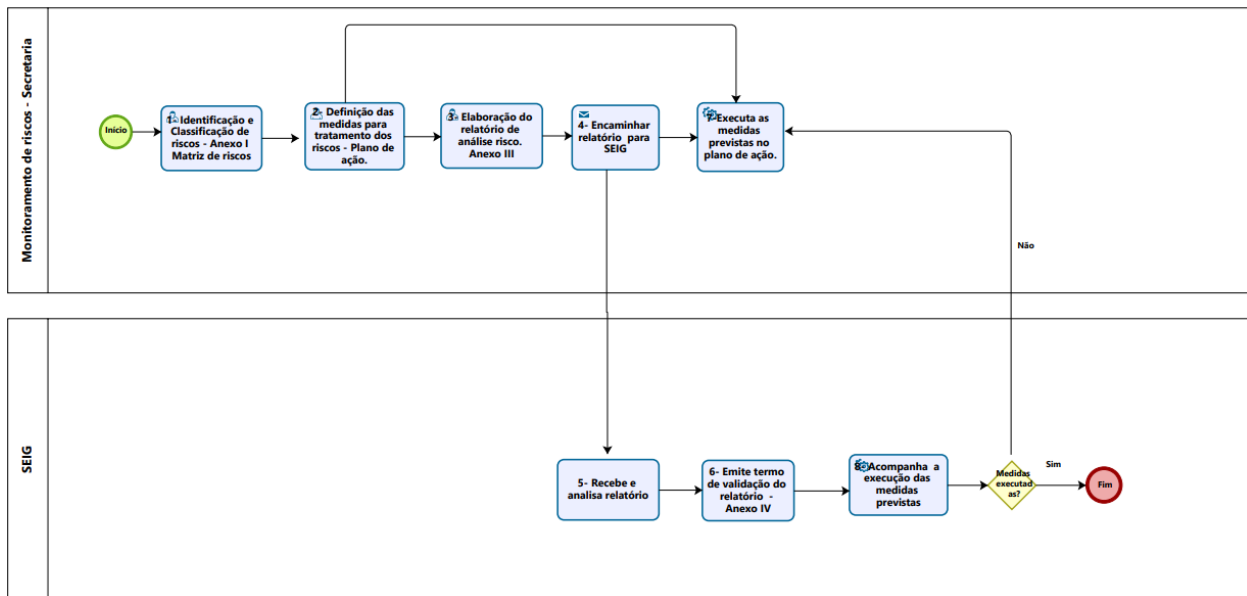 Monitoramento de riscos - Secretaria
Início
1- Identificação e
Classificação de
riscos - Anexo I
Matriz de riscos
2- Definição das
medidas para
tratamento dos
riscos - Plano de
ação.
3- Elaboração do
relatório de
análise risco.
Anexo III
4- Encaminhar
relatório para
SEIG
7- Executa as
medidas
previstas no
plano de ação.
Não
SEIG
5- Recebe e
analisa relatório
6- Emite termo
de validação do
relatório -
Anexo IV
8- Acompanha a
execução das
medidas
previstas
Medidas
executad
as?
Sim
Fim